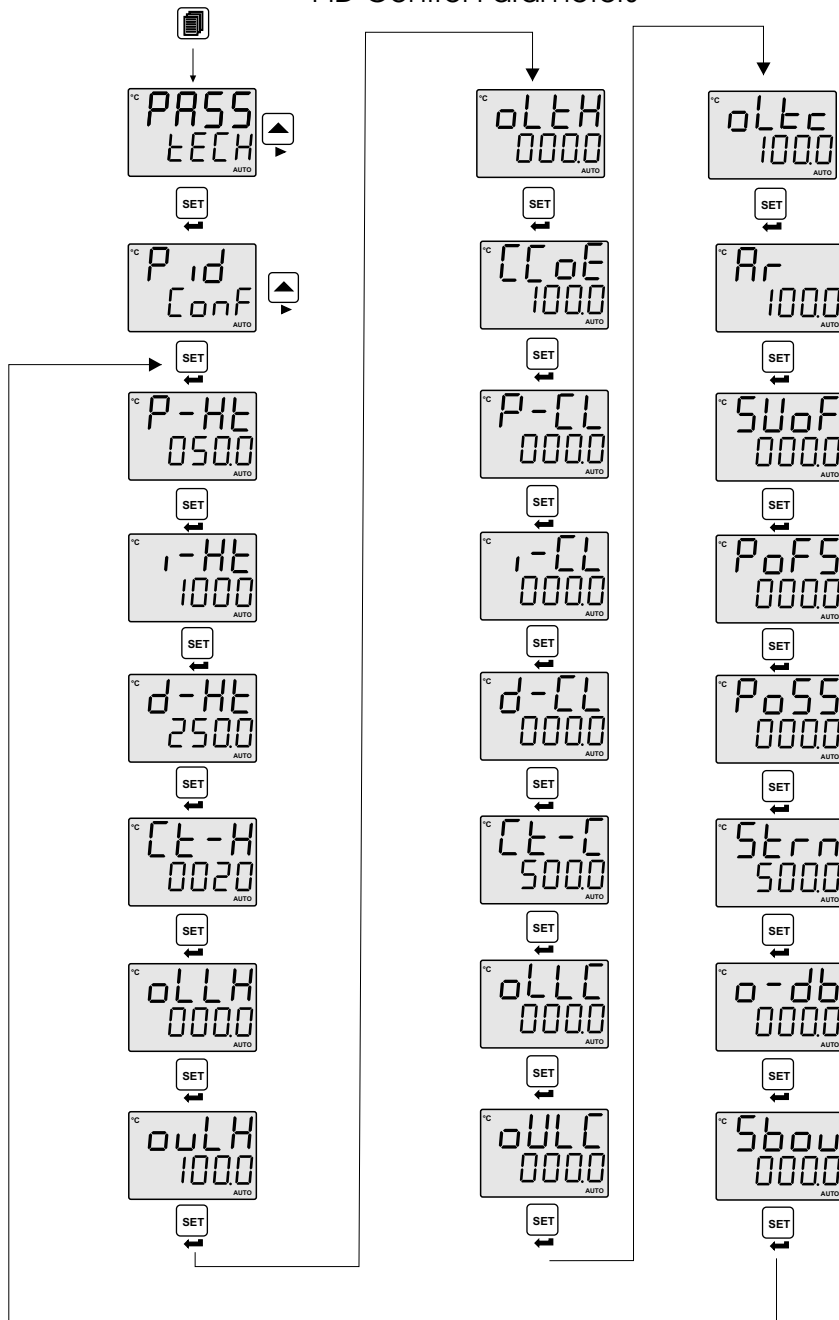 PID Control Parameters
°C
PASS
tECH
AUTO
SET
°C
P id
ConF
AUTO
SET
°C
P-Ht
050.0
AUTO
SET
°C
i-Ht
1000
AUTO
SET
°C
d-Ht
250.0
AUTO
SET
°C
Ct-H
0020
AUTO
SET
°C
oLLH
000.0
AUTO
SET
°C
ouLH
100.0
AUTO
SET
°C
oLtH
000.0
AUTO
SET
°C
CCoE
100.0
AUTO
SET
°C
P-CL
000.0
AUTO
SET
°C
i-CL
000.0
AUTO
SET
°C
d-CL
000.0
AUTO
SET
°C
Ct-C
500.0
AUTO
SET
°C
oLLC
000.0
AUTO
SET
°C
oULC
000.0
AUTO
SET
°C
oLtc
100.0
AUTO
SET
°C
Ar
100.0
AUTO
SET
°C
SUoF
000.0
AUTO
SET
°C
PoFS
000.0
AUTO
SET
°C
PoSS
000.0
AUTO
SET
°C
Strn
500.0
AUTO
SET
°C
o-db
000.0
AUTO
SET
°C
Sbou
000.0
AUTO
SET